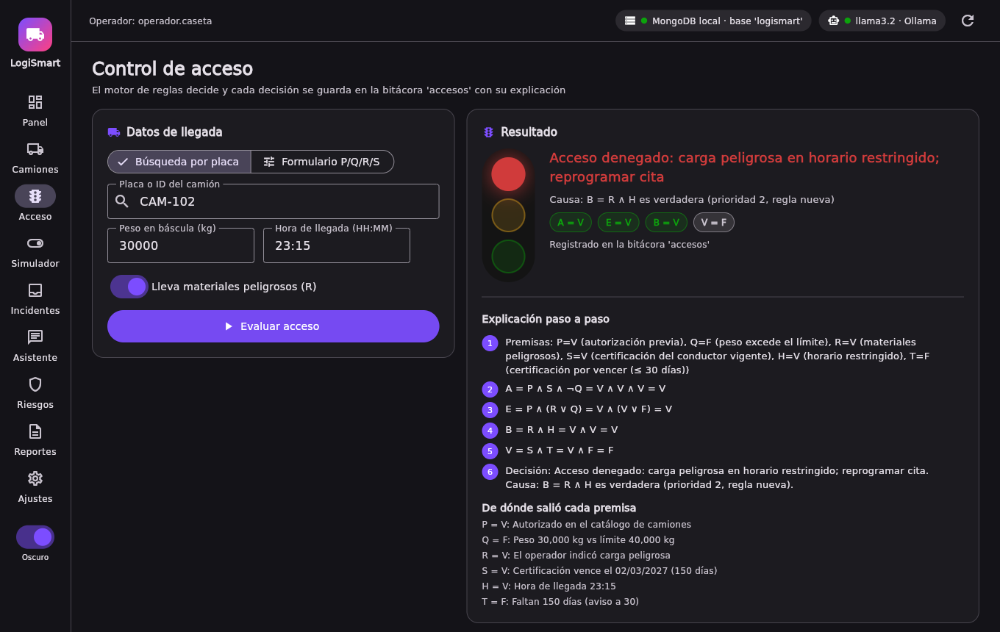 Operador: operador.caseta
MongoDB local · base 'logismart'
llama3.2 · Ollama
LogiSmart
Panel
Camiones
Acceso
Simulador
Incidentes
Asistente
Riesgos
Reportes
Ajustes
Oscuro
Control de acceso
El motor de reglas decide y cada decisión se guarda en la bitácora 'accesos' con su explicación
Datos de llegada
Búsqueda por placa
Formulario P/Q/R/S
Placa o ID del camión
CAM-102
Peso en báscula (kg)
30000
Hora de llegada (HH:MM)
23:15
Lleva materiales peligrosos (R)
Evaluar acceso
Resultado
Acceso denegado: carga peligrosa en horario restringido;
reprogramar cita
Causa: B = R ∧ H es verdadera (prioridad 2, regla nueva)
A = V
E = V
B = V
V = F
Registrado en la bitácora 'accesos'
Explicación paso a paso
1 Premisas: P=V (autorización previa), Q=F (peso excede el límite), R=V (materiales
peligrosos), S=V (certificación del conductor vigente), H=V (horario restringido), T=F
(certificación por vencer (≤ 30 días))
2 A = P ∧ S ∧ ¬Q = V ∧ V ∧ V = V
3 E = P ∧ (R ∨ Q) = V ∧ (V ∨ F) = V
4 B = R ∧ H = V ∧ V = V
5 V = S ∧ T = V ∧ F = F
6 Decisión: Acceso denegado: carga peligrosa en horario restringido; reprogramar cita.
Causa: B = R ∧ H es verdadera (prioridad 2, regla nueva).
De dónde salió cada premisa
P = V: Autorizado en el catálogo de camiones
Q = F: Peso 30,000 kg vs límite 40,000 kg
R = V: El operador indicó carga peligrosa
S = V: Certificación vence el 02/03/2027 (150 días)
H = V: Hora de llegada 23:15
T = F: Faltan 150 días (aviso a 30)